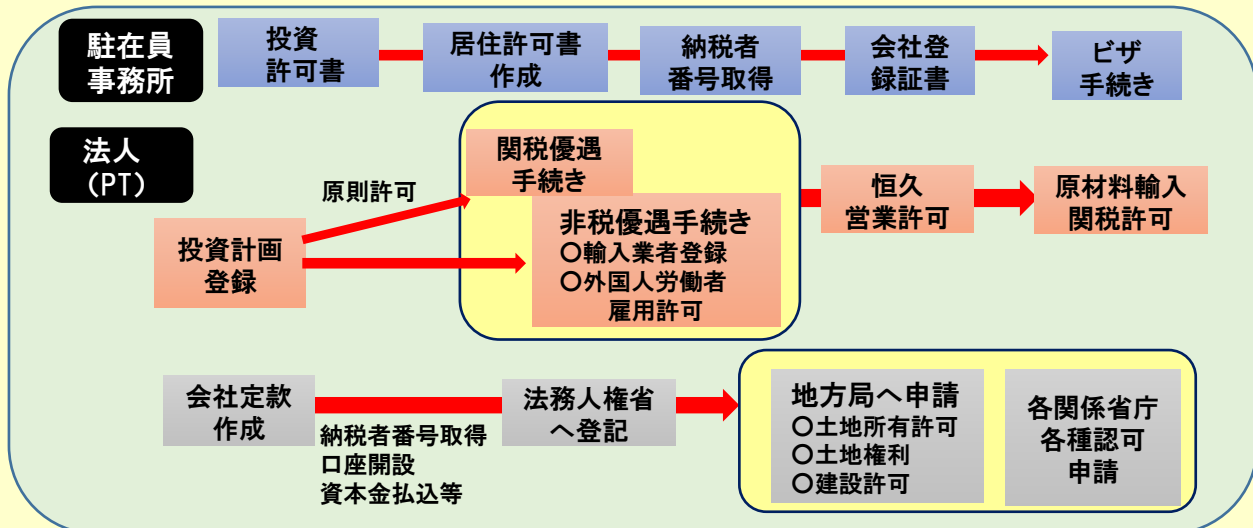 駐在員
事務所
投資
許可書
居住許可書
作成
納税者
番号取得
会社登
録証書
ビザ
手続き
法人
(PT)
投資計画
登録
原則許可
関税優遇
手続き
非税優遇手続き
〇輸入業者登録
〇外国人労働者
雇用許可
恒久
営業許可
原材料輸入
関税許可
会社定款
作成
納税者番号取得
口座開設
資本金払込等
法務人権省
へ登記
地方局へ申請
〇土地所有許可
〇土地権利
〇建設許可
各関係省庁
各種認可
申請